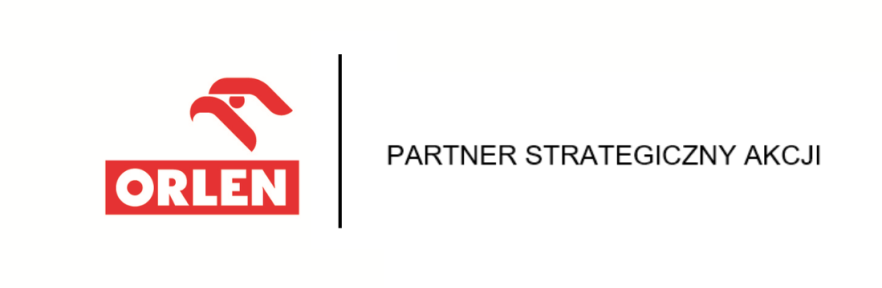 ORLEN
PARTNER STRATEGICZNY AKCJI